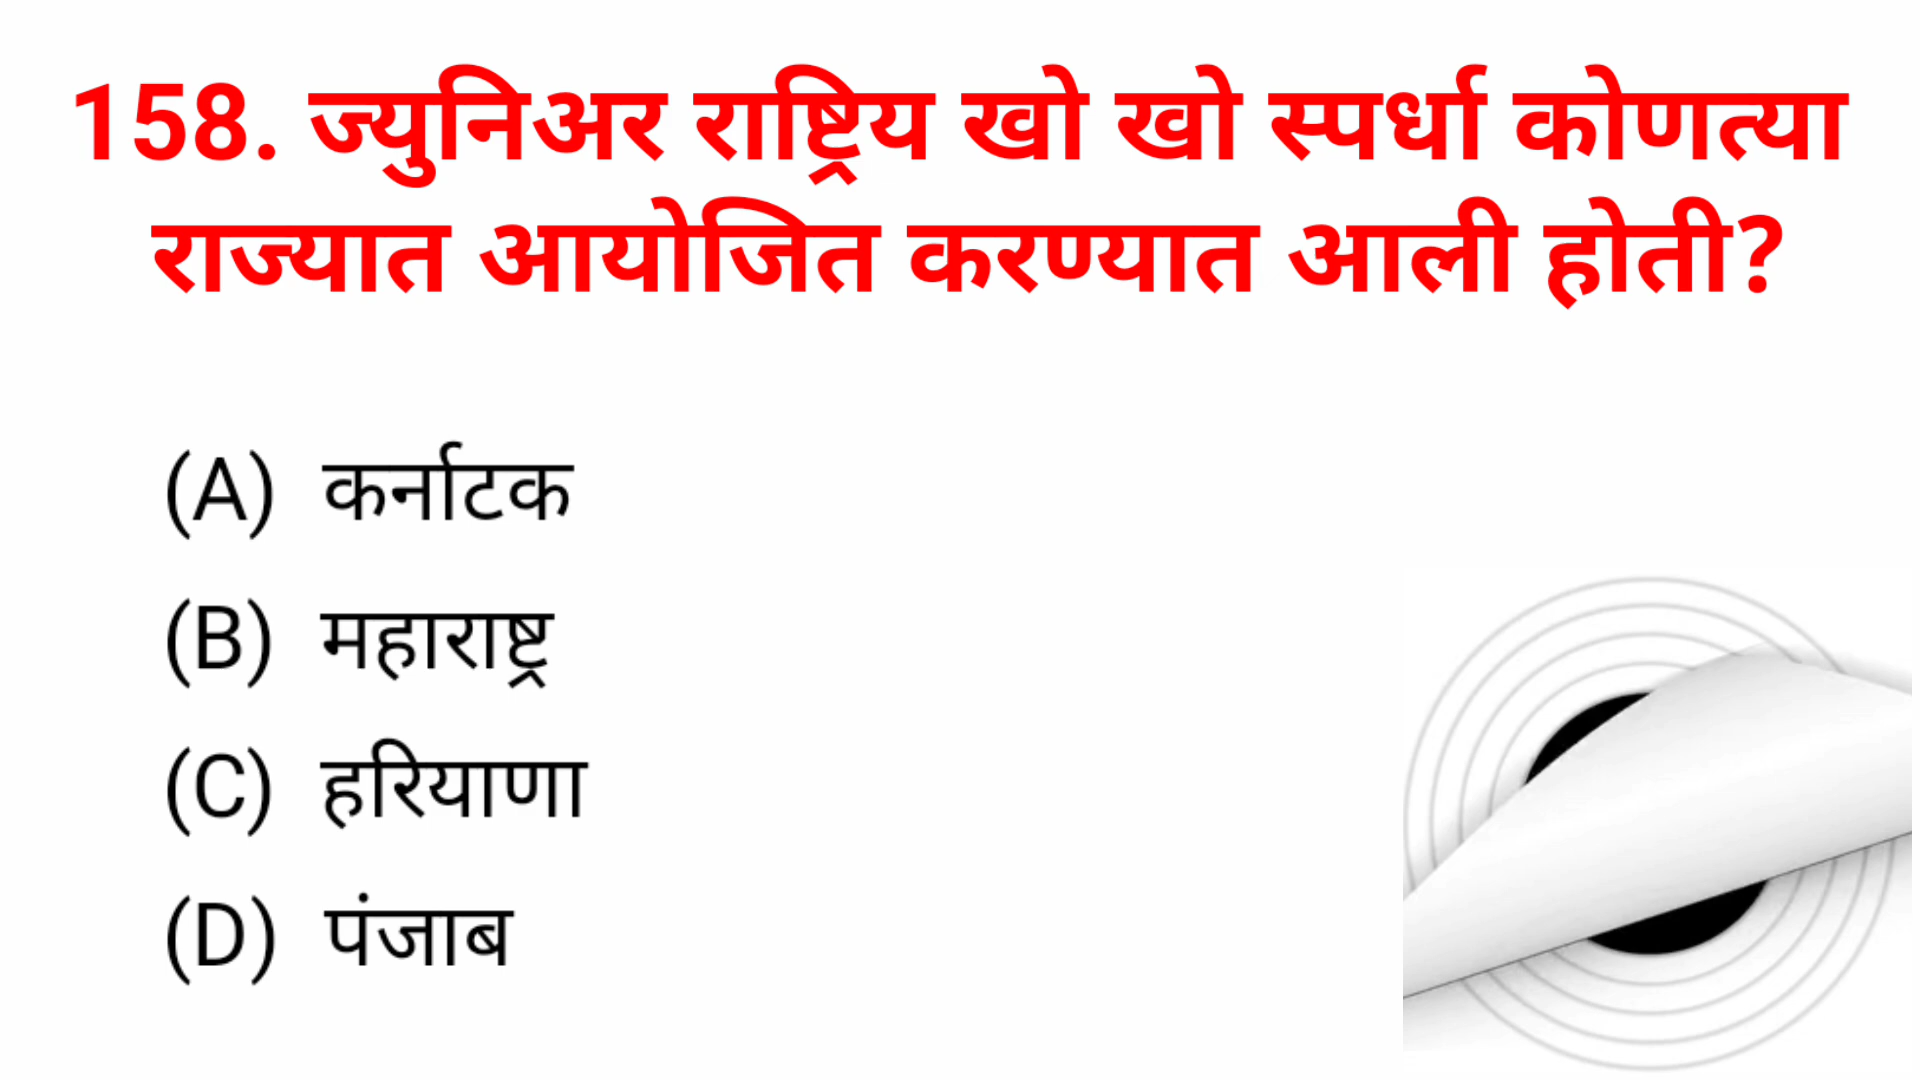 158. ज्युनिअर राष्ट्रिय खो खो स्पर्धा कोणत्या
राज्यात आयोजित करण्यात आली होती?
(A) कर्नाटक
(B) महाराष्ट्र
(C) हरियाणा
(D) पंजाब